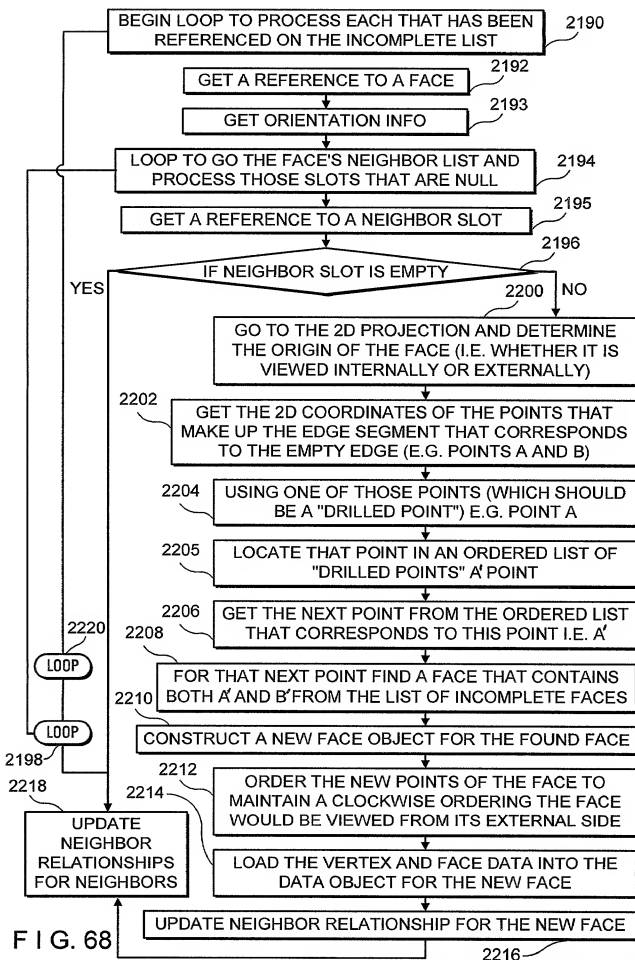 BEGIN LOOP TO PROCESS EACH THAT HAS BEEN
REFERENCED ON THE INCOMPLETE LIST
2190
2192
GET A REFERENCE TO A FACE
2193
GET ORIENTATION INFO
LOOP TO GO THE FACE'S NEIGHBOR LIST AND
PROCESS THOSE SLOTS THAT ARE NULL
2194
GET A REFERENCE TO A NEIGHBOR SLOT
2195
2196
IF NEIGHBOR SLOT IS EMPTY
YES
NO
2200
GO TO THE 2D PROJECTION AND DETERMINE
THE ORIGIN OF THE FACE (I.E. WHETHER IT IS
VIEWED INTERNALLY OR EXTERNALLY)
2202
GET THE 2D COORDINATES OF THE POINTS THAT
MAKE UP THE EDGE SEGMENT THAT CORRESPONDS
TO THE EMPTY EDGE (E.G. POINTS A AND B)
2204
USING ONE OF THOSE POINTS (WHICH SHOULD
BE A "DRILLED POINT") E.G. POINT A
2205
LOCATE THAT POINT IN AN ORDERED LIST OF
"DRILLED POINTS" A' POINT
2206
GET THE NEXT POINT FROM THE ORDERED LIST
THAT CORRESPONDS TO THIS POINT I.E. A'
2220
LOOP
2208
FOR THAT NEXT POINT FIND A FACE THAT CONTAINS
BOTH A' AND B' FROM THE LIST OF INCOMPLETE FACES
2210
LOOP
2198
CONSTRUCT A NEW FACE OBJECT FOR THE FOUND FACE
2212
ORDER THE NEW POINTS OF THE FACE TO
MAINTAIN A CLOCKWISE ORDERING THE FACE
WOULD BE VIEWED FROM ITS EXTERNAL SIDE
2218
2214
UPDATE
NEIGHBOR
RELATIONSHIPS
FOR NEIGHBORS
LOAD THE VERTEX AND FACE DATA INTO THE
DATA OBJECT FOR THE NEW FACE
UPDATE NEIGHBOR RELATIONSHIP FOR THE NEW FACE
2216
FIG. 68